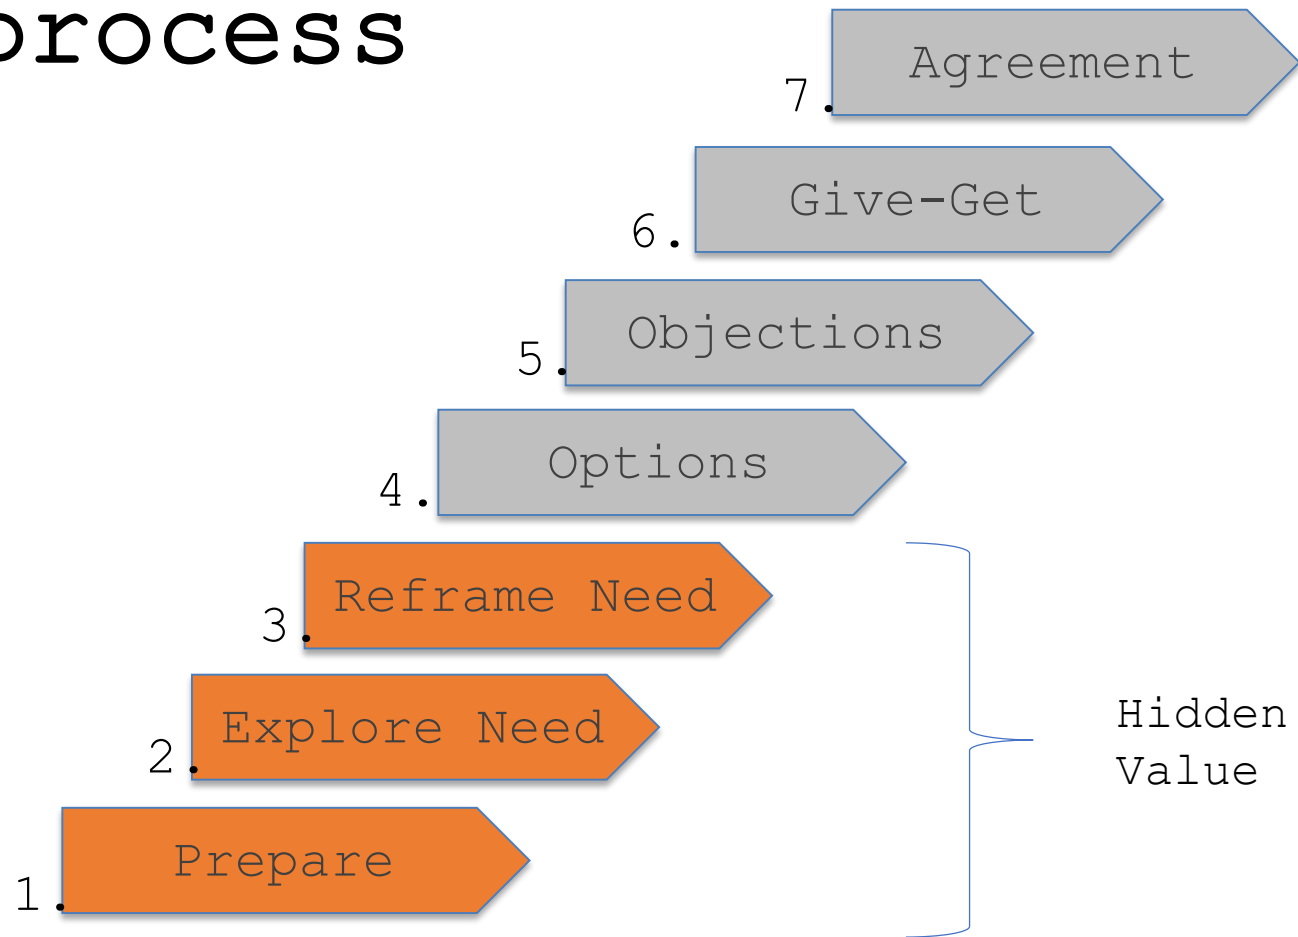 process
7. Agreement
6. Give-Get
5. Objections
4. Options
3. Reframe Need
2. Explore Need
1. Prepare
Hidden
Value